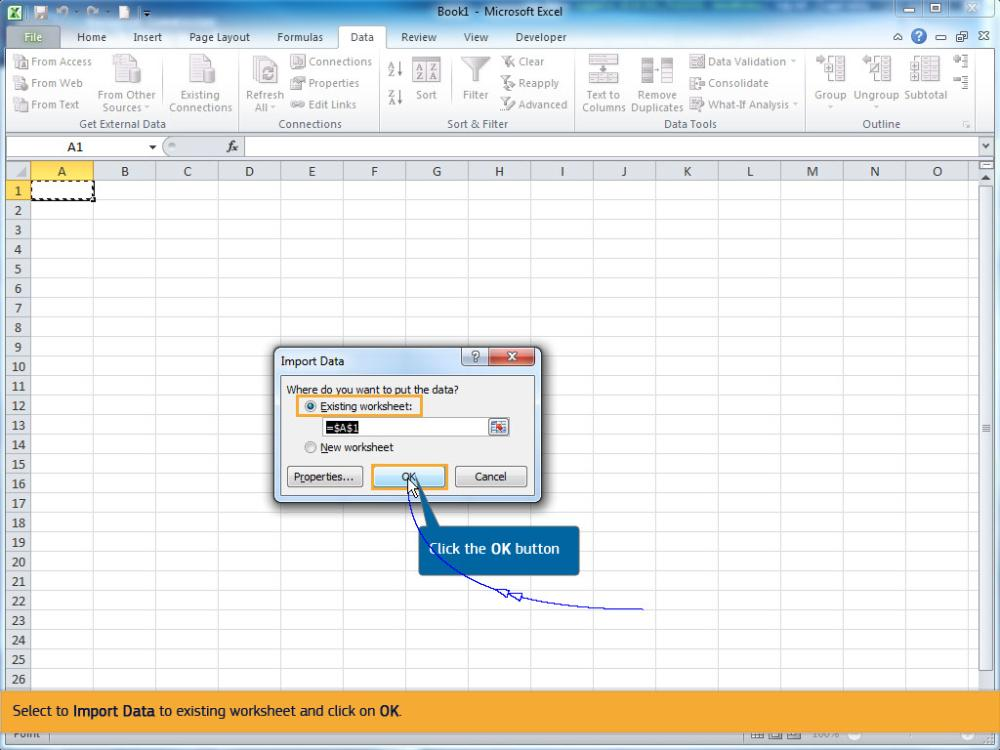 Book1 - Microsoft Excel
File Home Insert Page Layout Formulas Data Review View Developer
From Access
From Web
From Text
From Other Sources
Existing Connections
Get External Data
Refresh All
Connections
Properties
Edit Links
Connections
Sort
Filter
Clear
Reapply
Advanced
Sort & Filter
Text to Columns
Remove Duplicates
Data Validation
Consolidate
What-If Analysis
Data Tools
Group
Ungroup
Subtotal
Outline
A1 fx
A B C D E F G H I J K L M N O
1
2
3
4
5
6
7
8
9
10
11
12
13
14
15
16
17
18
19
20
21
22
23
24
25
26
Import Data
Where do you want to put the data?
Existing worksheet:
=$A$1
New worksheet
Properties... OK Cancel
Click the OK button
Select to Import Data to existing worksheet and click on OK.
Point 100%